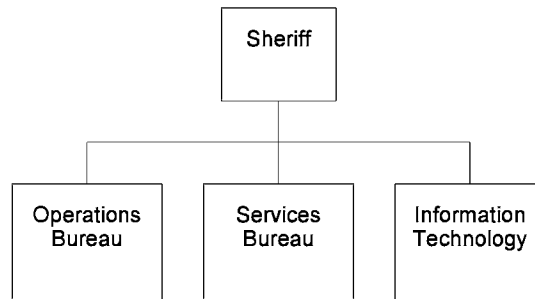 Sheriff
Operations
Bureau
Services
Bureau
Information
Technology